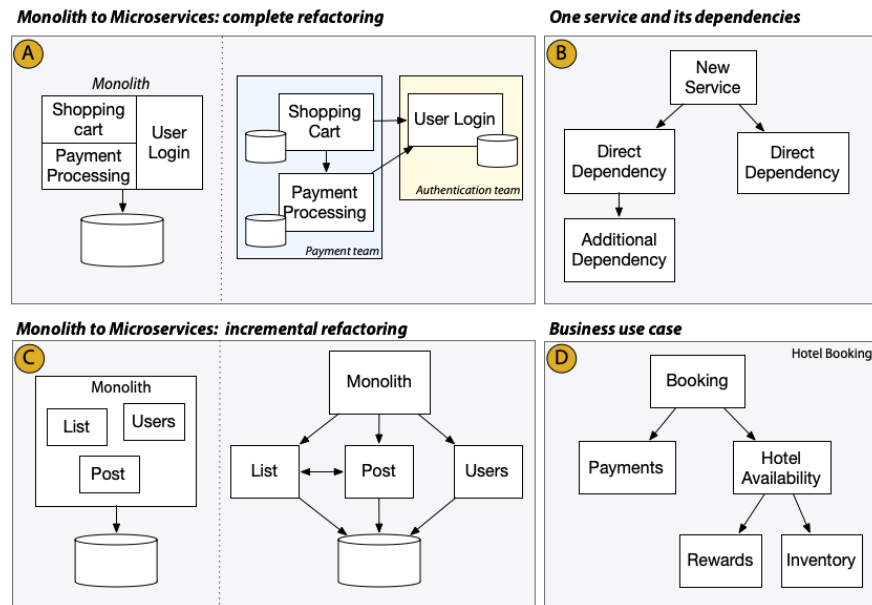 Monolith to Microservices: complete refactoring
A
Monolith
Shopping
cart
Payment
Processing
User
Login
Shopping
Cart
Payment
Processing
Payment team
User Login
Authentication team
One service and its dependencies
B
New
Service
Direct
Dependency
Direct
Dependency
Additional
Dependency
Monolith to Microservices: incremental refactoring
C
Monolith
List
Users
Post
Monolith
List
Post
Users
Business use case
D
Hotel Booking
Booking
Payments
Hotel
Availability
Rewards
Inventory